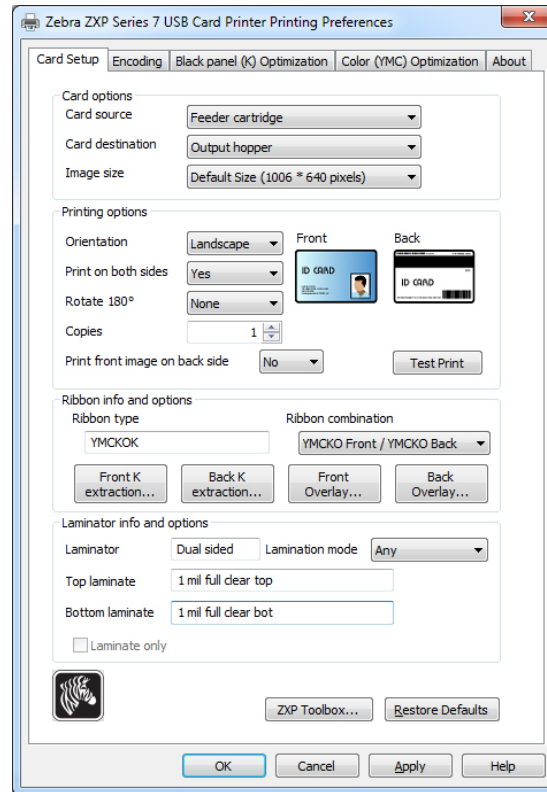 Zebra ZXP Series 7 USB Card Printer Printing Preferences
Card Setup Encoding Black panel (K) Optimization Color (YMC) Optimization About
Card options
Card source Feeder cartridge
Card destination Output hopper
Image size Default Size (1006 * 640 pixels)
Printing options
Orientation Landscape Front Back
Print on both sides Yes
ID CARD ID CARD
Rotate 180° None
Copies 1
Print front image on back side No Test Print
Ribbon info and options
Ribbon type Ribbon combination
YMCKOK YMCKO Front / YMCKO Back
Front K extraction... Back K extraction... Front Overlay... Back Overlay...
Laminator info and options
Laminator Dual sided Lamination mode Any
Top laminate 1 mil full clear top
Bottom laminate 1 mil full clear bot
Laminate only
ZXP Toolbox... Restore Defaults
OK Cancel Apply Help